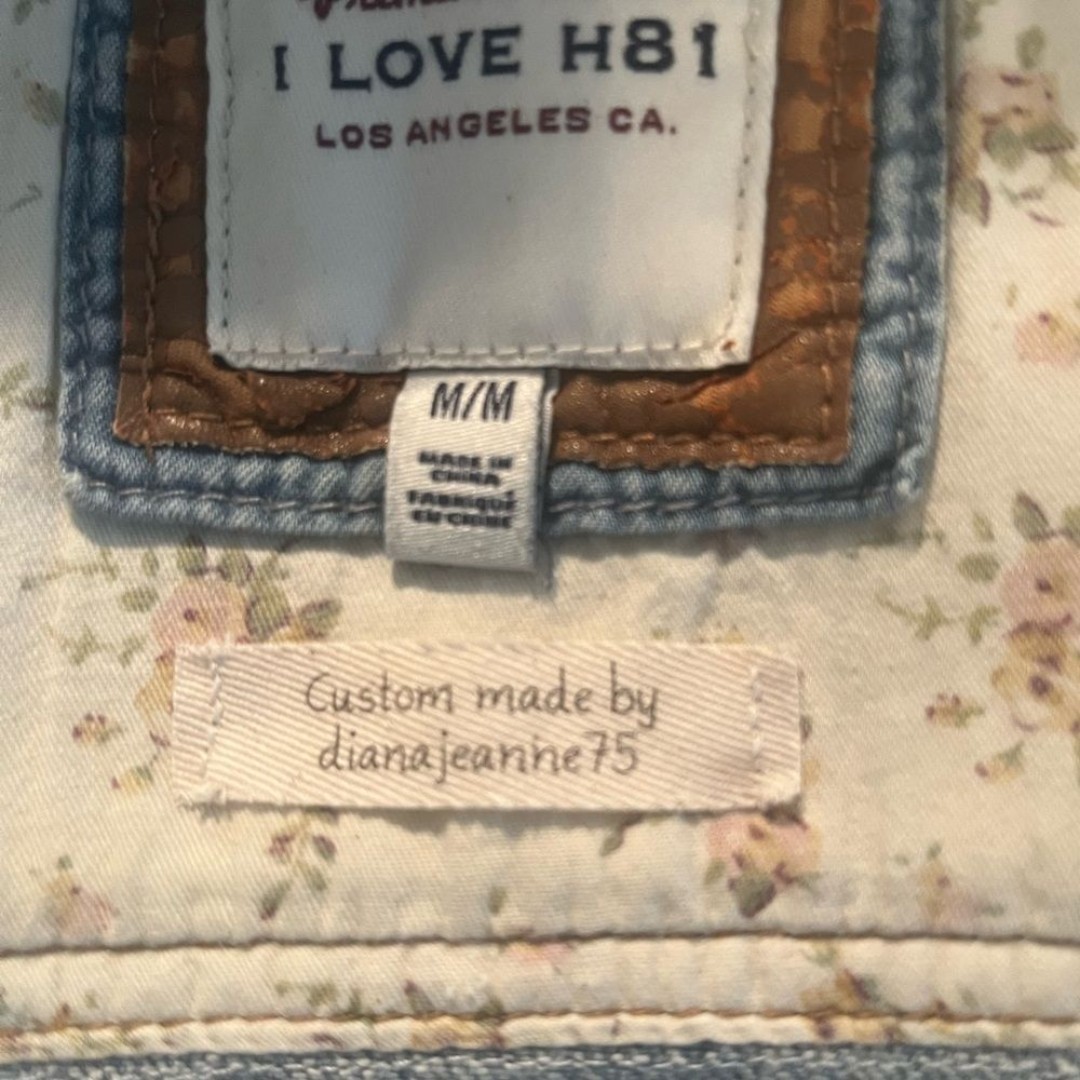 I LOVE H81
LOS ANGELES CA.
M/M
MADE IN
CHINA
FABRIQUÉ
EN CHINE
Custom made by
dianajeanne75